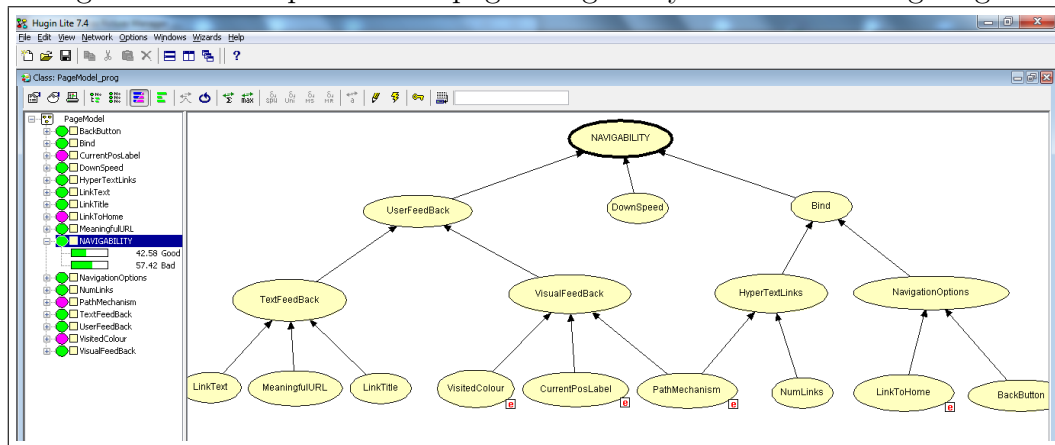 Hugin Lite 7.4
File Edit View Network Options Windows Wizards Help
Class: PageModel_prog
PageModel
BackButton
Bind
CurrentPosLabel
DownSpeed
HyperTextLinks
LinkText
LinkTitle
LinkToHome
MeaningfulURL
NAVIGABILITY
42.58 Good
57.42 Bad
NavigationOptions
NumLinks
PathMechanism
TextFeedBack
UserFeedBack
VisitedColour
VisualFeedBack
NAVIGABILITY
UserFeedBack
DownSpeed
Bind
TextFeedBack
VisualFeedBack
HyperTextLinks
NavigationOptions
LinkText
MeaningfulURL
LinkTitle
VisitedColour
e
CurrentPosLabel
e
PathMechanism
e
NumLinks
LinkToHome
e
BackButton